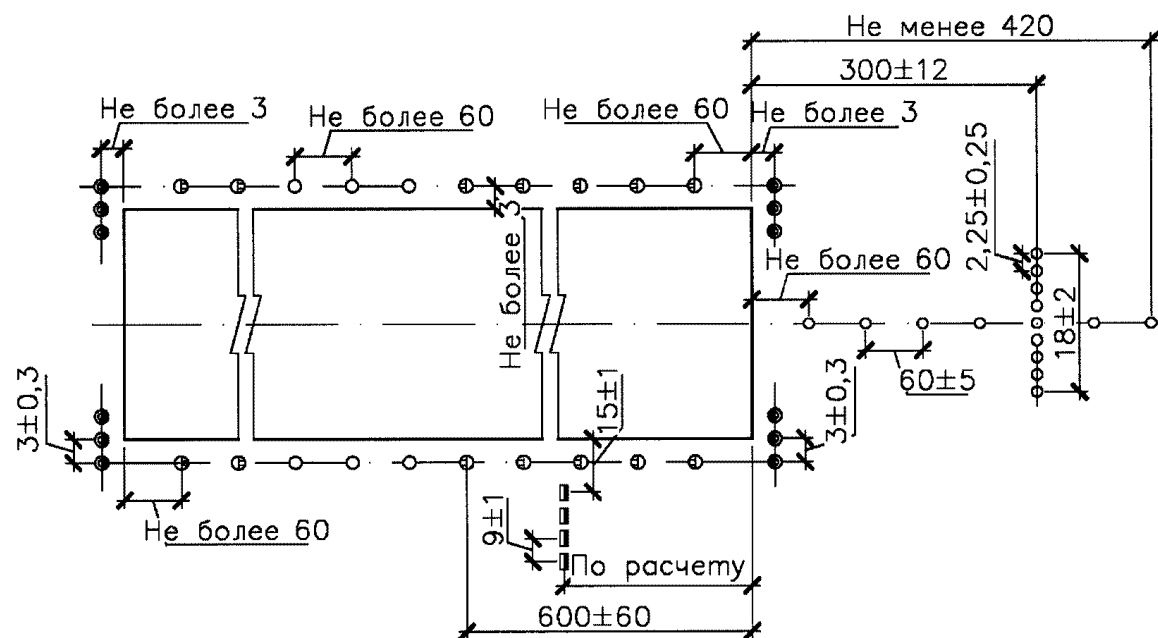 Не менее 420
300±12
Не более 3
Не более 60
Не более 60
Не более 3
2,25±0,25
Не более 3
Не более 60
18±2
60±5
3±0,3
15±1
3±0,3
Не более 60
9±1
По расчету
600±60